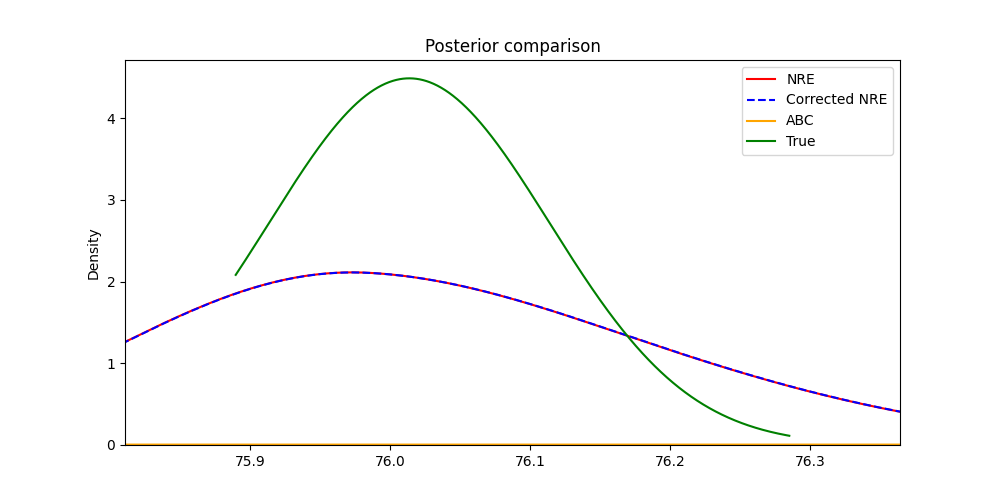 Posterior comparison
NRE
Corrected NRE
ABC
True
Density
4
3
2
1
0
75.9 76.0 76.1 76.2 76.3